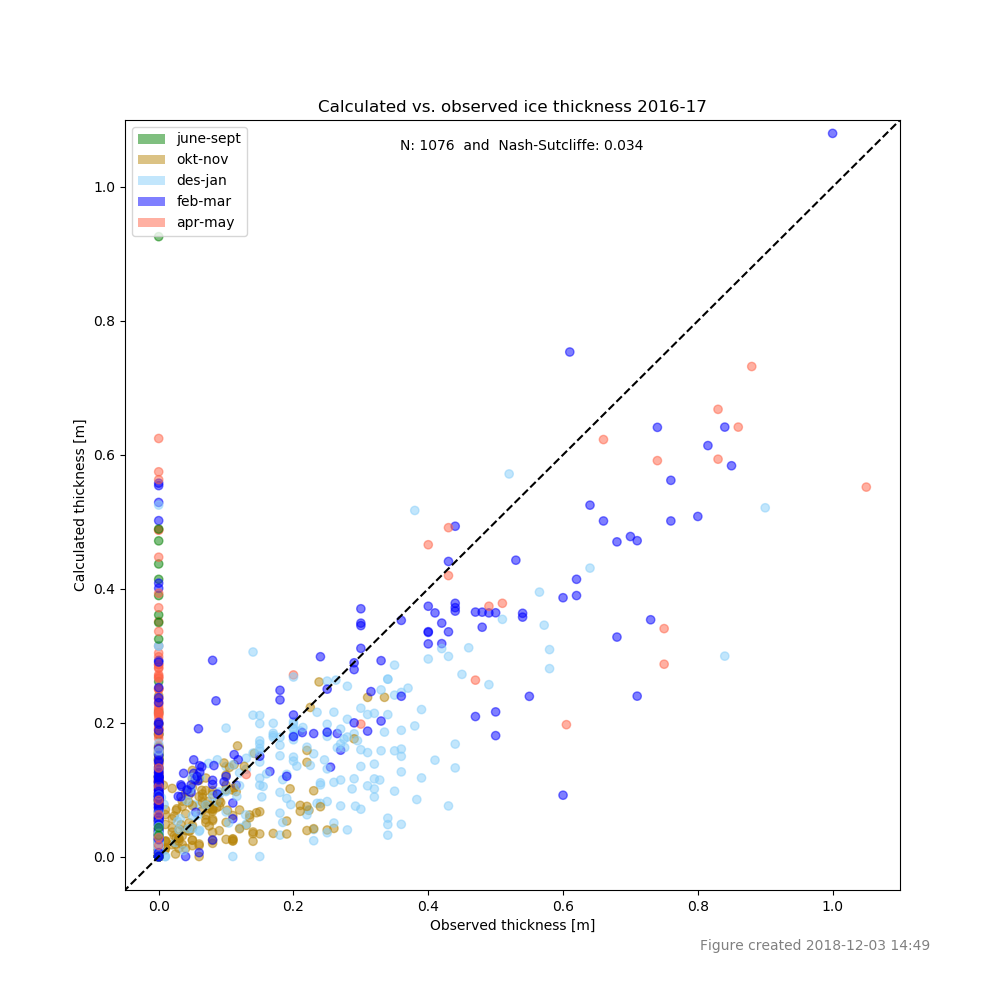 Calculated vs. observed ice thickness 2016-17
N: 1076 and Nash-Sutcliffe: 0.034
june-sept
okt-nov
des-jan
feb-mar
apr-may
1.0
0.8
0.6
0.4
0.2
0.0
Calculated thickness [m]
0.0 0.2 0.4 0.6 0.8 1.0
Observed thickness [m]
Figure created 2018-12-03 14:49